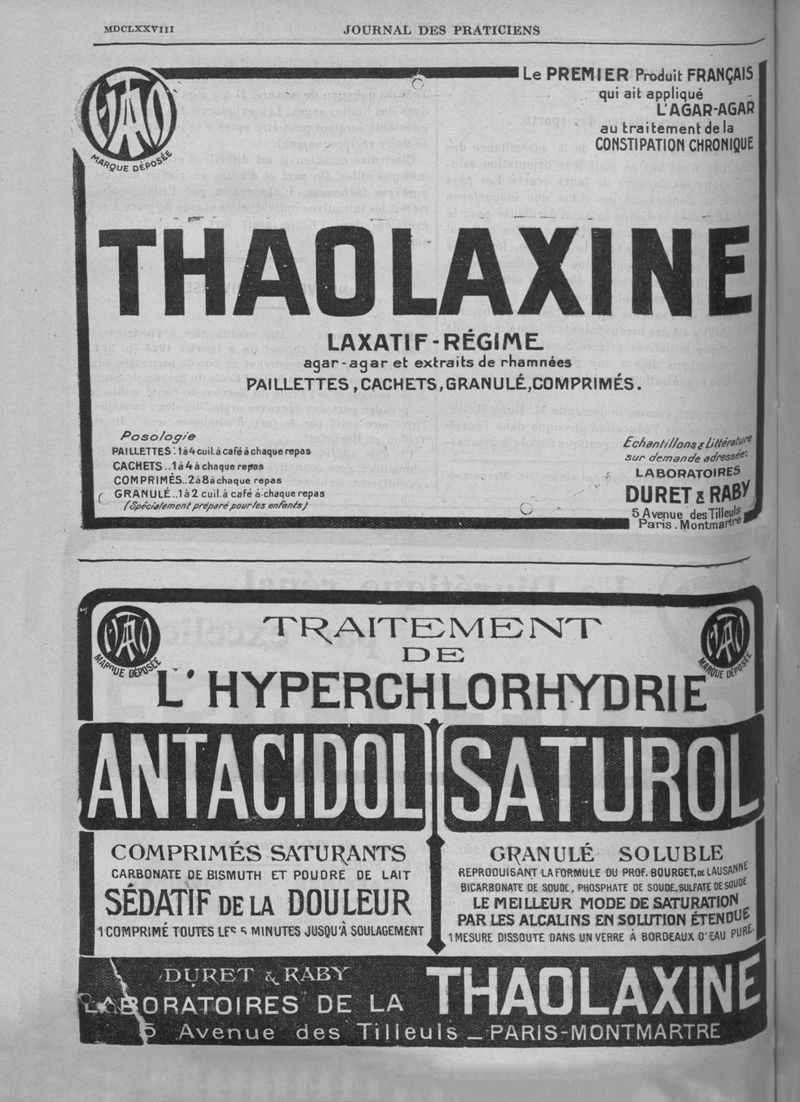 MDCLXXVIII
JOURNAL DES PRATICIENS
THAO
MARQUE DÉPOSÉE
Le PREMIER Produit FRANÇAIS
qui ait appliqué
L'AGAR-AGAR
au traitement de la
CONSTIPATION CHRONIQUE
THAOLAXINE
LAXATIF-RÉGIME
agar-agar et extraits de rhamnées
PAILLETTES, CACHETS, GRANULÉ, COMPRIMÉS.
Posologie
PAILLETTES: 1 à 4 cuil. à café à chaque repas
CACHETS.. 1 à 4 à chaque repas
COMPRIMÉS.. 2 à 8 à chaque repas
GRANULÉ.. 1 à 2 cuil. à café à chaque repas
(Spécialement préparé pour les enfants)
Echantillons & Littérature
sur demande adressée:
LABORATOIRES
DURET & RABY
5 Avenue des Tilleuls
Paris. Montmartre
THAO
MARQUE DÉPOSÉE
TRAITEMENT
DE
L'HYPERCHLORHYDRIE
THAO
MARQUE DÉPOSÉE
ANTACIDOL
COMPRIMÉS SATURANTS
CARBONATE DE BISMUTH ET POUDRE DE LAIT
SÉDATIF DE LA DOULEUR
1 COMPRIMÉ TOUTES LES 5 MINUTES JUSQU'À SOULAGEMENT
SATUROL
GRANULÉ SOLUBLE
REPRODUISANT LA FORMULE DU PROF. BOURGET, DE LAUSANNE
BICARBONATE DE SOUDE, PHOSPHATE DE SOUDE, SULFATE DE SOUDE
LE MEILLEUR MODE DE SATURATION
PAR LES ALCALINS EN SOLUTION ÉTENDUE
1 MESURE DISSOUTE DANS UN VERRE À BORDEAUX D'EAU PURE
DURET & RABY
LABORATOIRES DE LA THAOLAXINE
5 Avenue des Tilleuls _ PARIS-MONTMARTRE